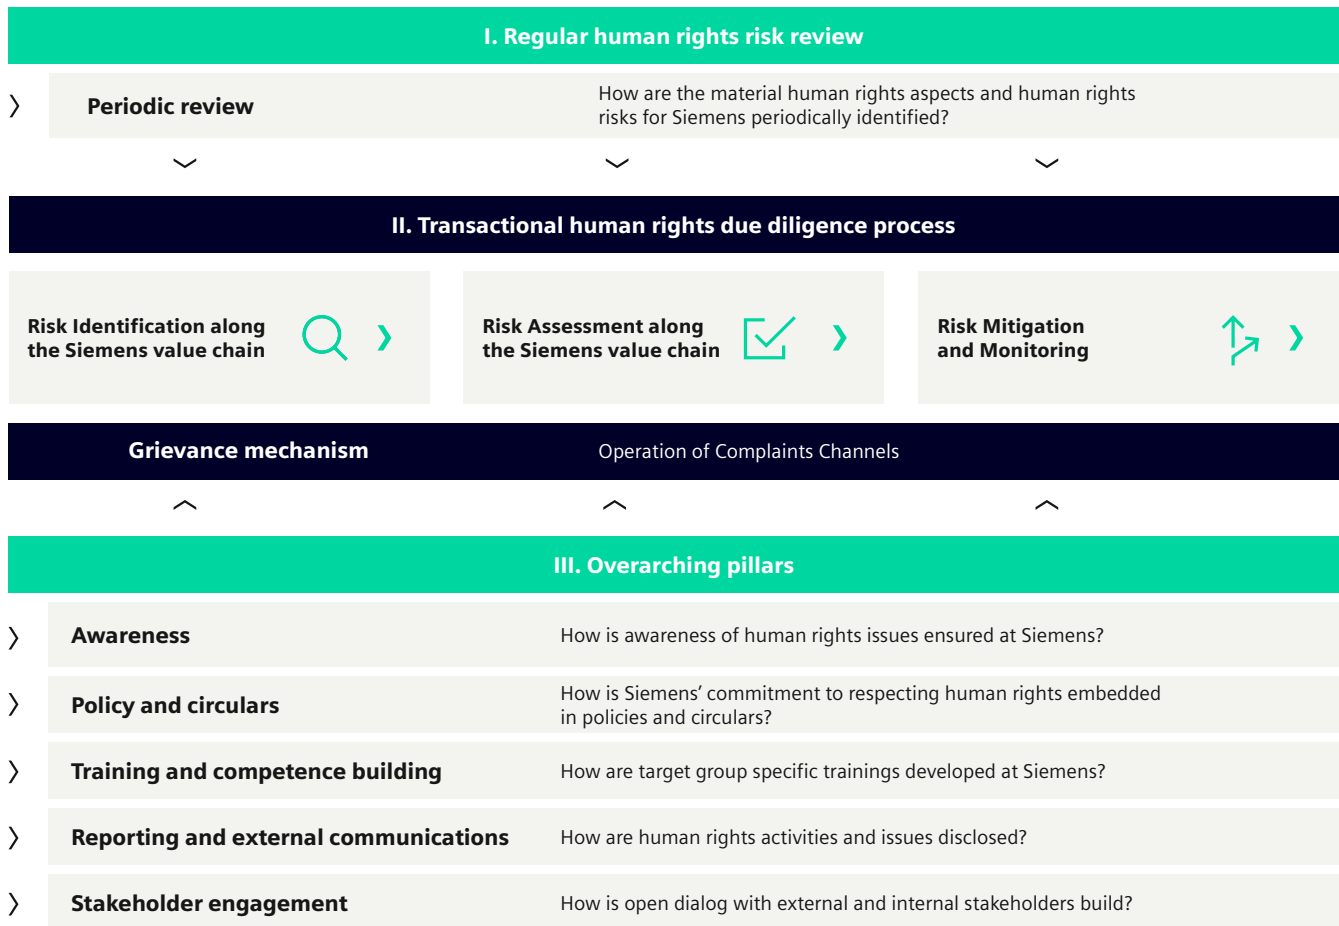 I. Regular human rights risk review
Periodic review
How are the material human rights aspects and human rights
risks for Siemens periodically identified?
II. Transactional human rights due diligence process
Risk Identification along
the Siemens value chain
Risk Assessment along
the Siemens value chain
Risk Mitigation
and Monitoring
Grievance mechanism
Operation of Complaints Channels
III. Overarching pillars
Awareness
How is awareness of human rights issues ensured at Siemens?
Policy and circulars
How is Siemens’ commitment to respecting human rights embedded
in policies and circulars?
Training and competence building
How are target group specific trainings developed at Siemens?
Reporting and external communications
How are human rights activities and issues disclosed?
Stakeholder engagement
How is open dialog with external and internal stakeholders build?